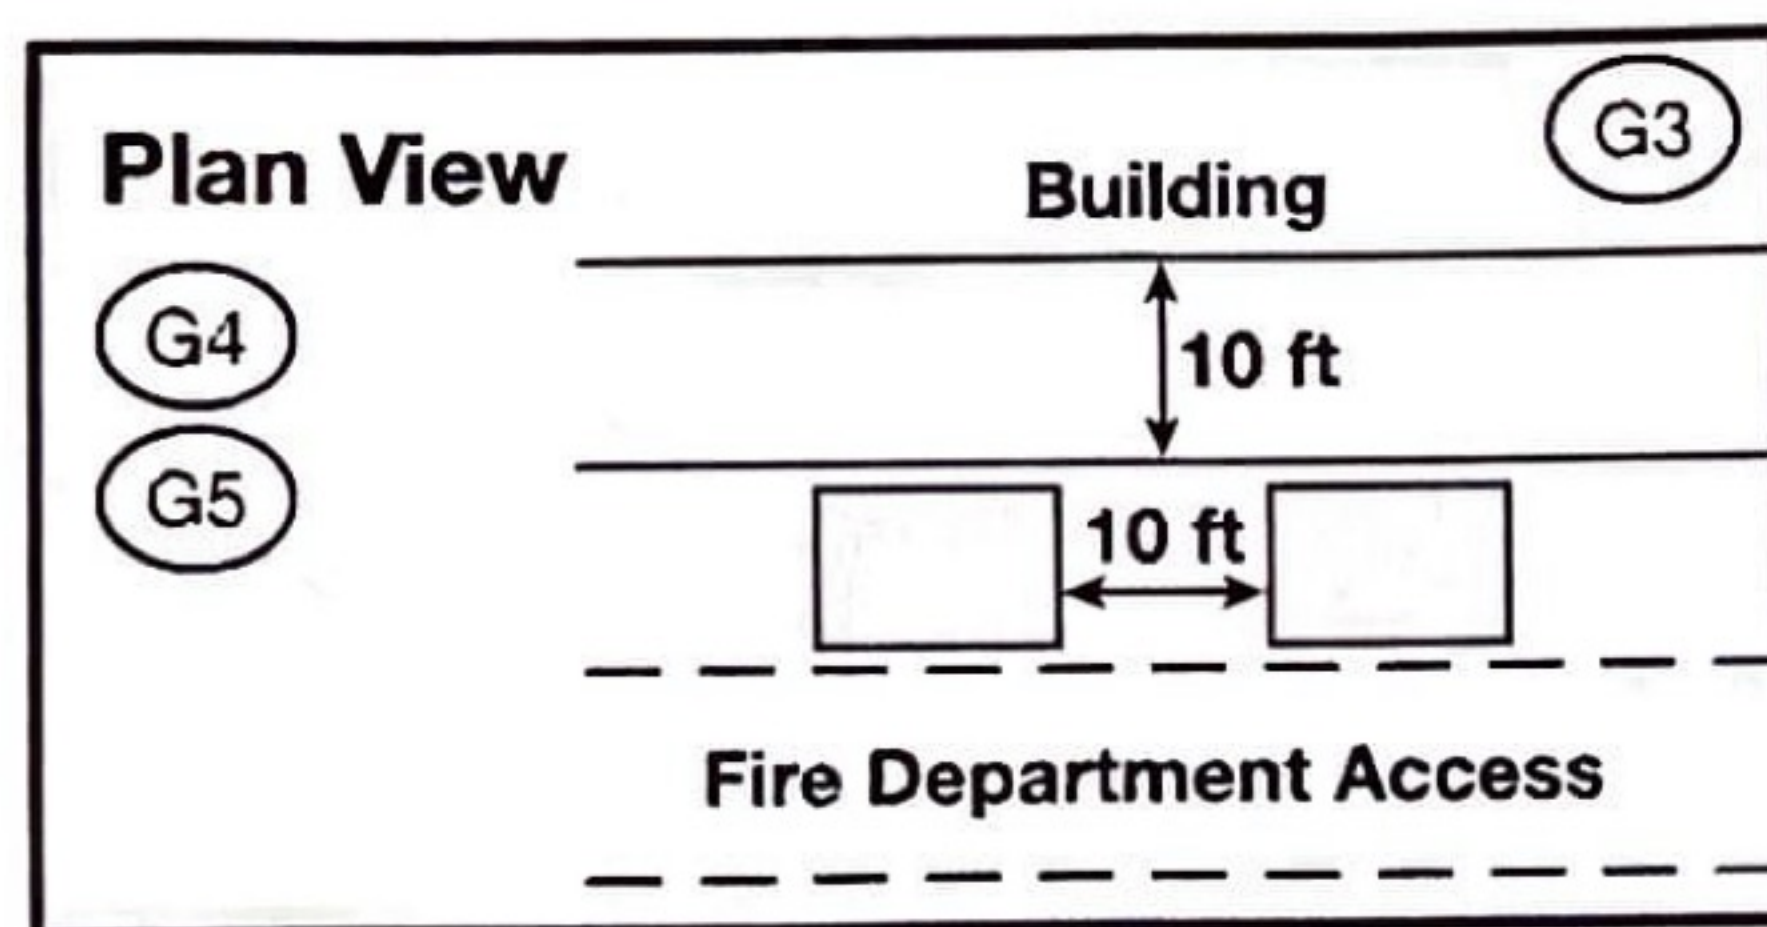 G3
Plan View
Building
G4
10 ft
G5
10 ft
Fire Department Access